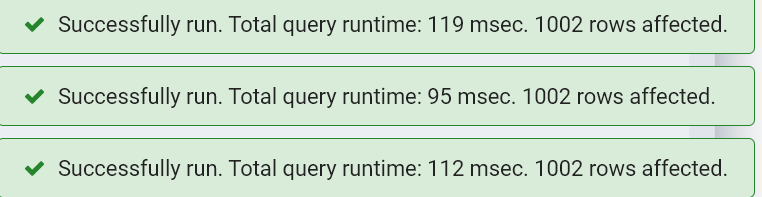 Successfully run. Total query runtime: 119 msec. 1002 rows affected.
Successfully run. Total query runtime: 95 msec. 1002 rows affected.
Successfully run. Total query runtime: 112 msec. 1002 rows affected.